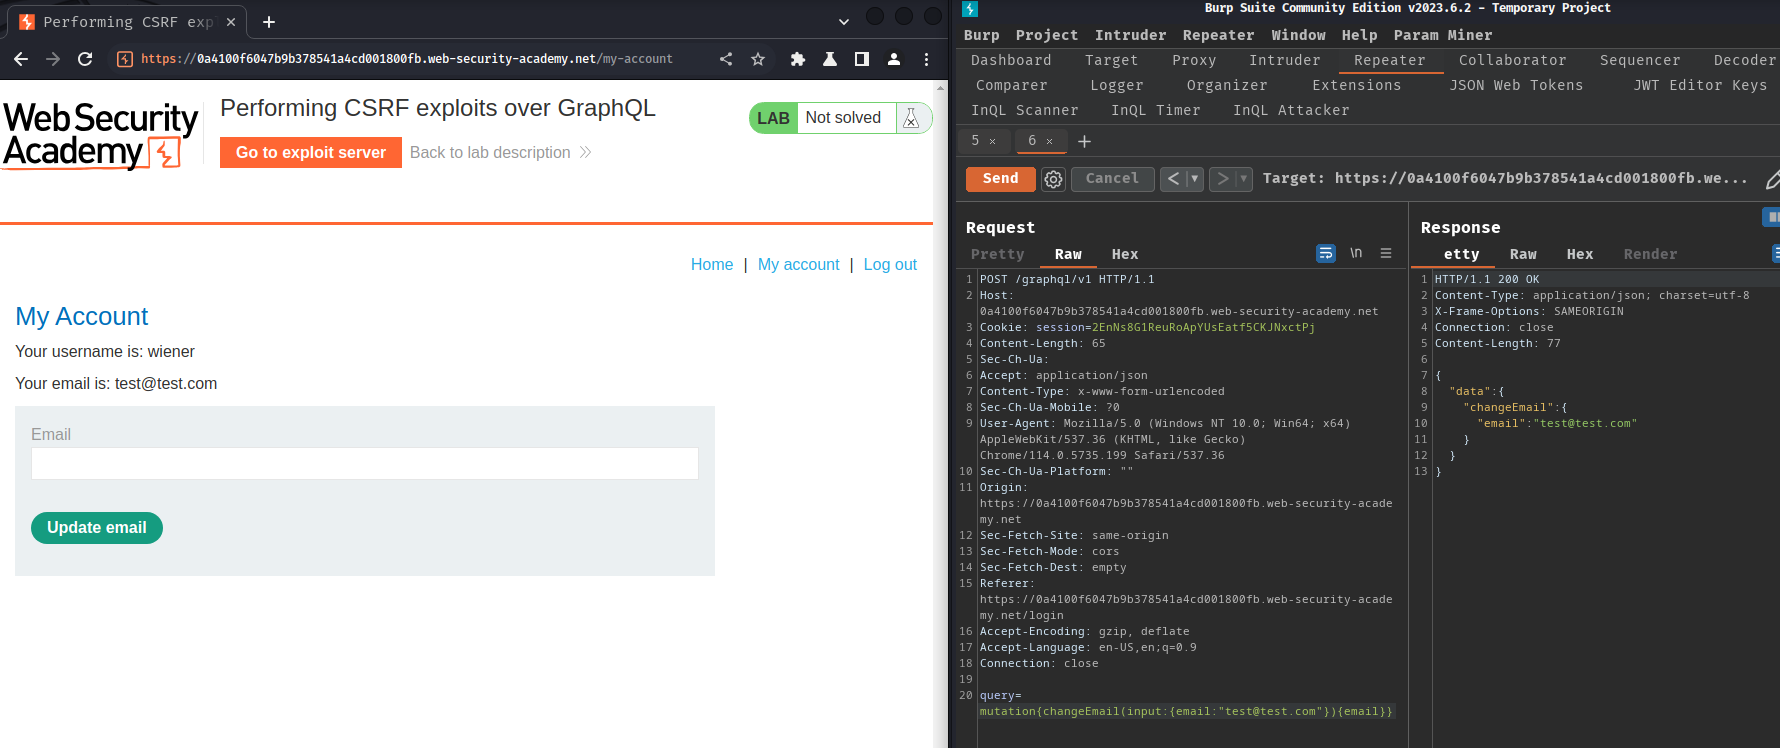 Performing CSRF exp
https://0a4100f6047b9b378541a4cd001800fb.web-security-academy.net/my-account
Web Security
Academy
Performing CSRF exploits over GraphQL
Go to exploit server
Back to lab description
LAB
Not solved
Home | My account | Log out
My Account
Your username is: wiener
Your email is: test@test.com
Email
Update email
Burp Suite Community Edition v2023.6.2 - Temporary Project
Burp Project Intruder Repeater Window Help Param Miner
Dashboard Target Proxy Intruder Repeater Collaborator Sequencer Decoder
Comparer Logger Organizer Extensions JSON Web Tokens JWT Editor Keys
InQL Scanner InQL Timer InQL Attacker
5 × 6 × +
Send Cancel < > Target: https://0a4100f6047b9b378541a4cd001800fb.we...
Request
Pretty Raw Hex \n
1 POST /graphql/v1 HTTP/1.1
2 Host:
0a4100f6047b9b378541a4cd001800fb.web-security-academy.net
3 Cookie: session=2EnNs8G1ReuRoApYUsEatf5CKJNxctPj
4 Content-Length: 65
5 Sec-Ch-Ua:
6 Accept: application/json
7 Content-Type: x-www-form-urlencoded
8 Sec-Ch-Ua-Mobile: ?0
9 User-Agent: Mozilla/5.0 (Windows NT 10.0; Win64; x64)
AppleWebKit/537.36 (KHTML, like Gecko)
Chrome/114.0.5735.199 Safari/537.36
10 Sec-Ch-Ua-Platform: ""
11 Origin:
https://0a4100f6047b9b378541a4cd001800fb.web-security-acade
my.net
12 Sec-Fetch-Site: same-origin
13 Sec-Fetch-Mode: cors
14 Sec-Fetch-Dest: empty
15 Referer:
https://0a4100f6047b9b378541a4cd001800fb.web-security-acade
my.net/login
16 Accept-Encoding: gzip, deflate
17 Accept-Language: en-US,en;q=0.9
18 Connection: close
19
20 query=
mutation{changeEmail(input:{email:"test@test.com"}){email}}
Response
etty Raw Hex Render
1 HTTP/1.1 200 OK
2 Content-Type: application/json; charset=utf-8
3 X-Frame-Options: SAMEORIGIN
4 Connection: close
5 Content-Length: 77
6
7 {
8 "data":{
9 "changeEmail":{
10 "email":"test@test.com"
11 }
12 }
13 }